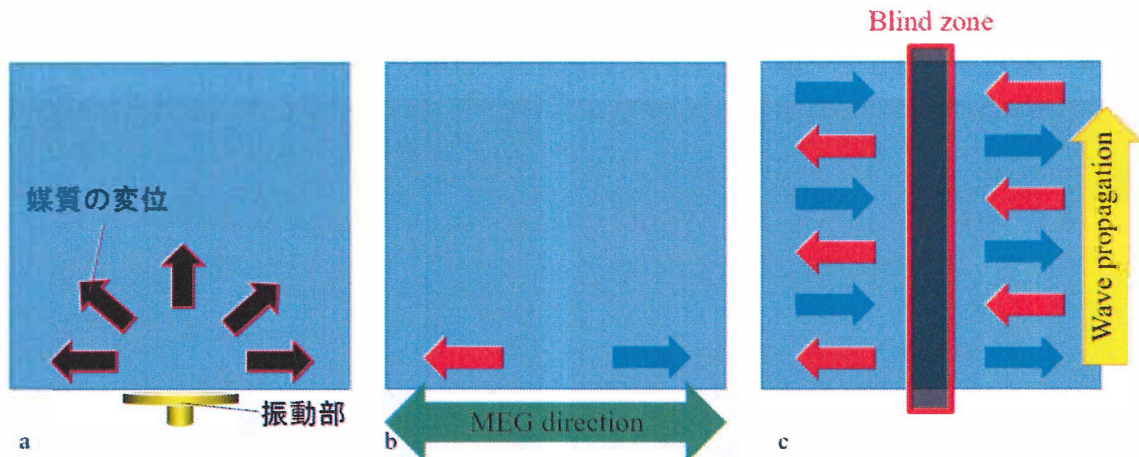 Blind zone
媒質の変位
振動部
MEG direction
Wave propagation
a
b
c